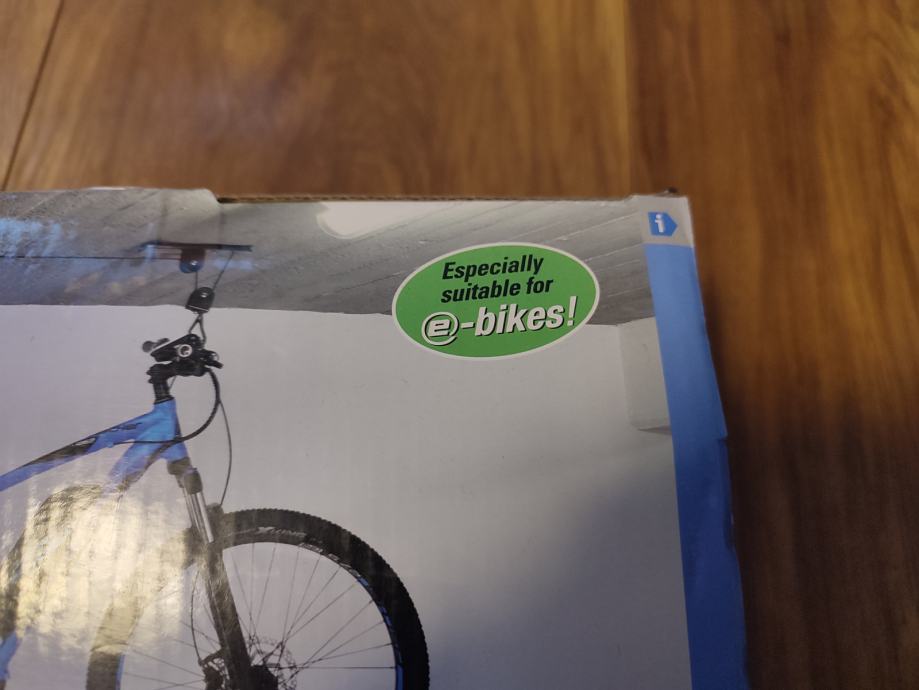 Especially
suitable for
@-bikes!
i